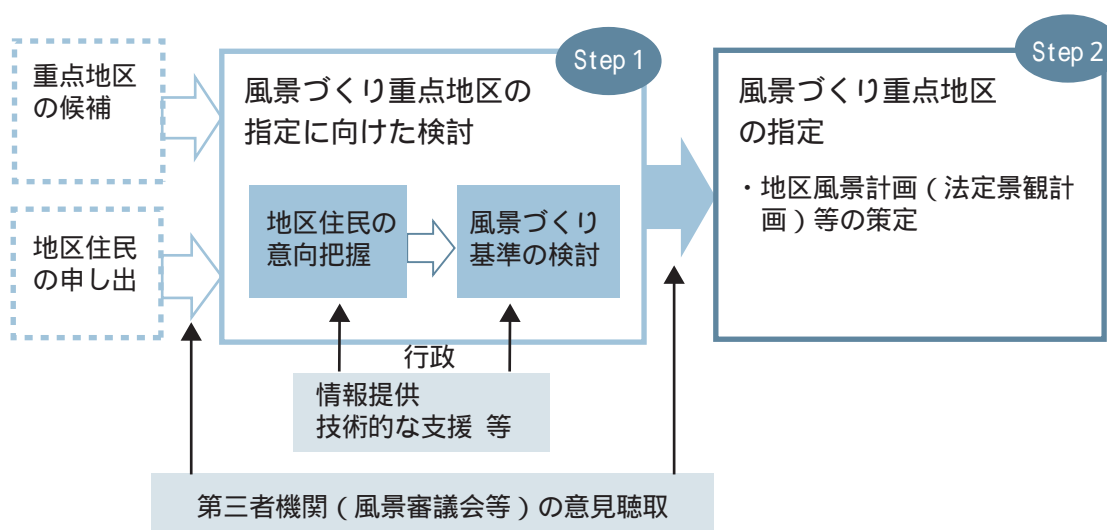 重点地区
の候補
地区住民
の申し出
Step 1
風景づくり重点地区の
指定に向けた検討
地区住民の
意向把握
風景づくり
基準の検討
行政
情報提供
技術的な支援 等
第三者機関（風景審議会等）の意見聴取
Step 2
風景づくり重点地区
の指定
・地区風景計画（法定景観計
画）等の策定